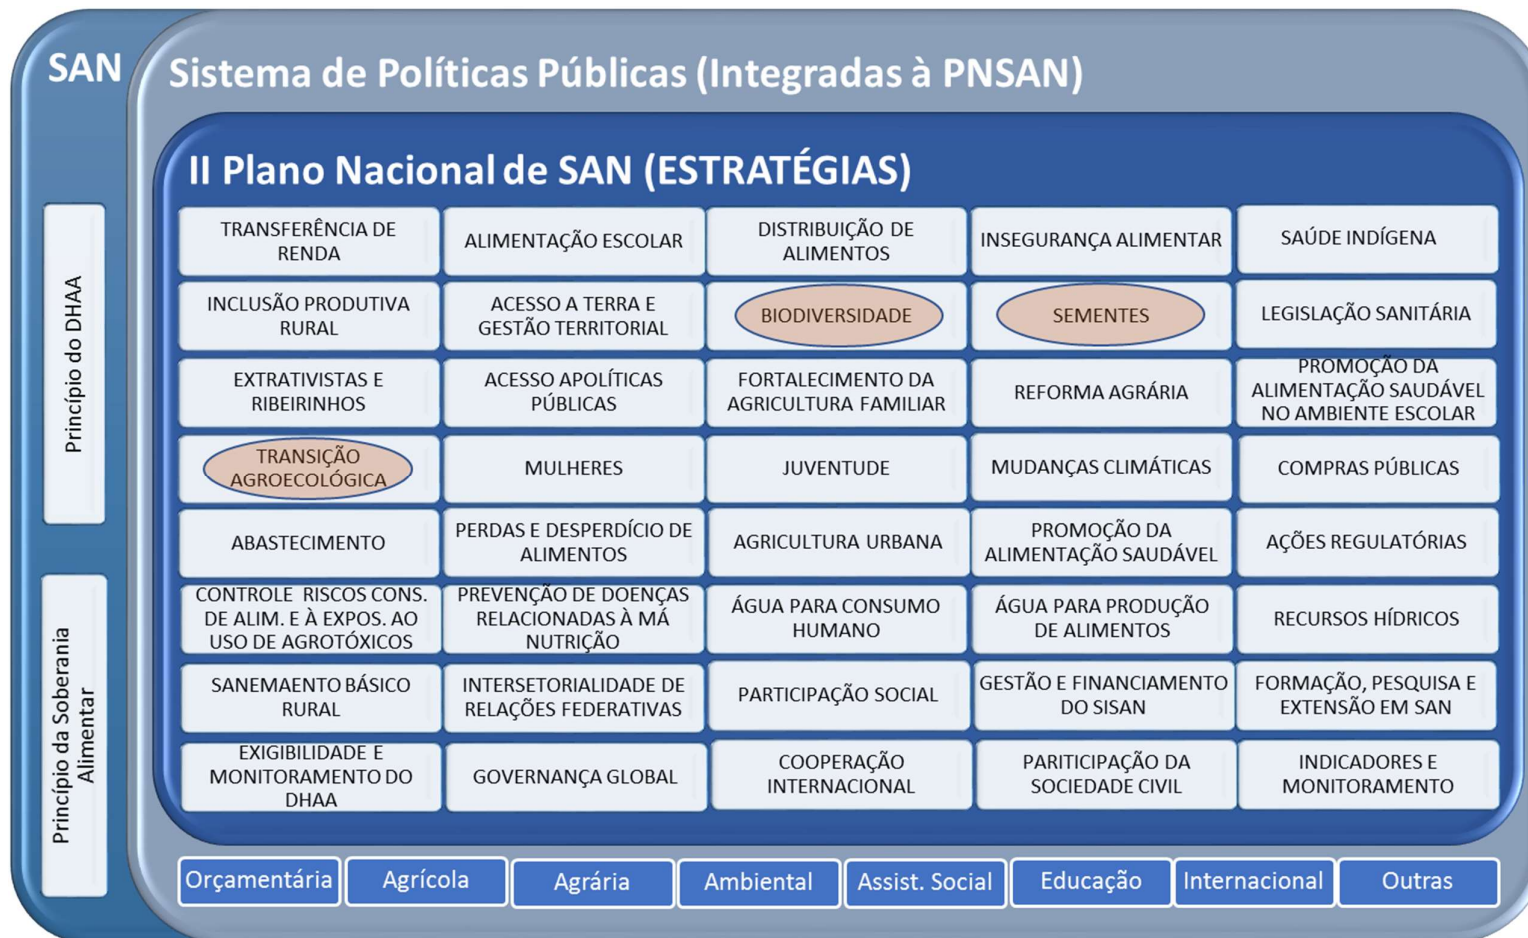 SAN
Sistema de Políticas Públicas (Integradas à PNSAN)
II Plano Nacional de SAN (ESTRATÉGIAS)
Princípio do DHAA
Princípio da Soberania
Alimentar
TRANSFERÊNCIA DE
RENDA
ALIMENTAÇÃO ESCOLAR
DISTRIBUIÇÃO DE
ALIMENTOS
INSEGURANÇA ALIMENTAR
SAÚDE INDÍGENA
INCLUSÃO PRODUTIVA
RURAL
ACESSO A TERRA E
GESTÃO TERRITORIAL
BIODIVERSIDADE
SEMENTES
LEGISLAÇÃO SANITÁRIA
EXTRATIVISTAS E
RIBEIRINHOS
ACESSO APOLÍTICAS
PÚBLICAS
FORTALECIMENTO DA
AGRICULTURA FAMILIAR
REFORMA AGRÁRIA
PROMOÇÃO DA
ALIMENTAÇÃO SAUDÁVEL
NO AMBIENTE ESCOLAR
TRANSIÇÃO
AGROECOLÓGICA
MULHERES
JUVENTUDE
MUDANÇAS CLIMÁTICAS
COMPRAS PÚBLICAS
ABASTECIMENTO
PERDAS E DESPERDÍCIO DE
ALIMENTOS
AGRICULTURA URBANA
PROMOÇÃO DA
ALIMENTAÇÃO SAUDÁVEL
AÇÕES REGULATÓRIAS
CONTROLE RISCOS CONS.
DE ALIM. E À EXPOS. AO
USO DE AGROTÓXICOS
PREVENÇÃO DE DOENÇAS
RELACIONADAS À MÁ
NUTRIÇÃO
ÁGUA PARA CONSUMO
HUMANO
ÁGUA PARA PRODUÇÃO
DE ALIMENTOS
RECURSOS HÍDRICOS
SANEMAENTO BÁSICO
RURAL
INTERSETORIALIDADE DE
RELAÇÕES FEDERATIVAS
PARTICIPAÇÃO SOCIAL
GESTÃO E FINANCIAMENTO
DO SISAN
FORMAÇÃO, PESQUISA E
EXTENSÃO EM SAN
EXIGIBILIDADE E
MONITORAMENTO DO
DHAA
GOVERNANÇA GLOBAL
COOPERAÇÃO
INTERNACIONAL
PARITICIPAÇÃO DA
SOCIEDADE CIVIL
INDICADORES E
MONITORAMENTO
Orçamentária
Agrícola
Agrária
Ambiental
Assist. Social
Educação
Internacional
Outras